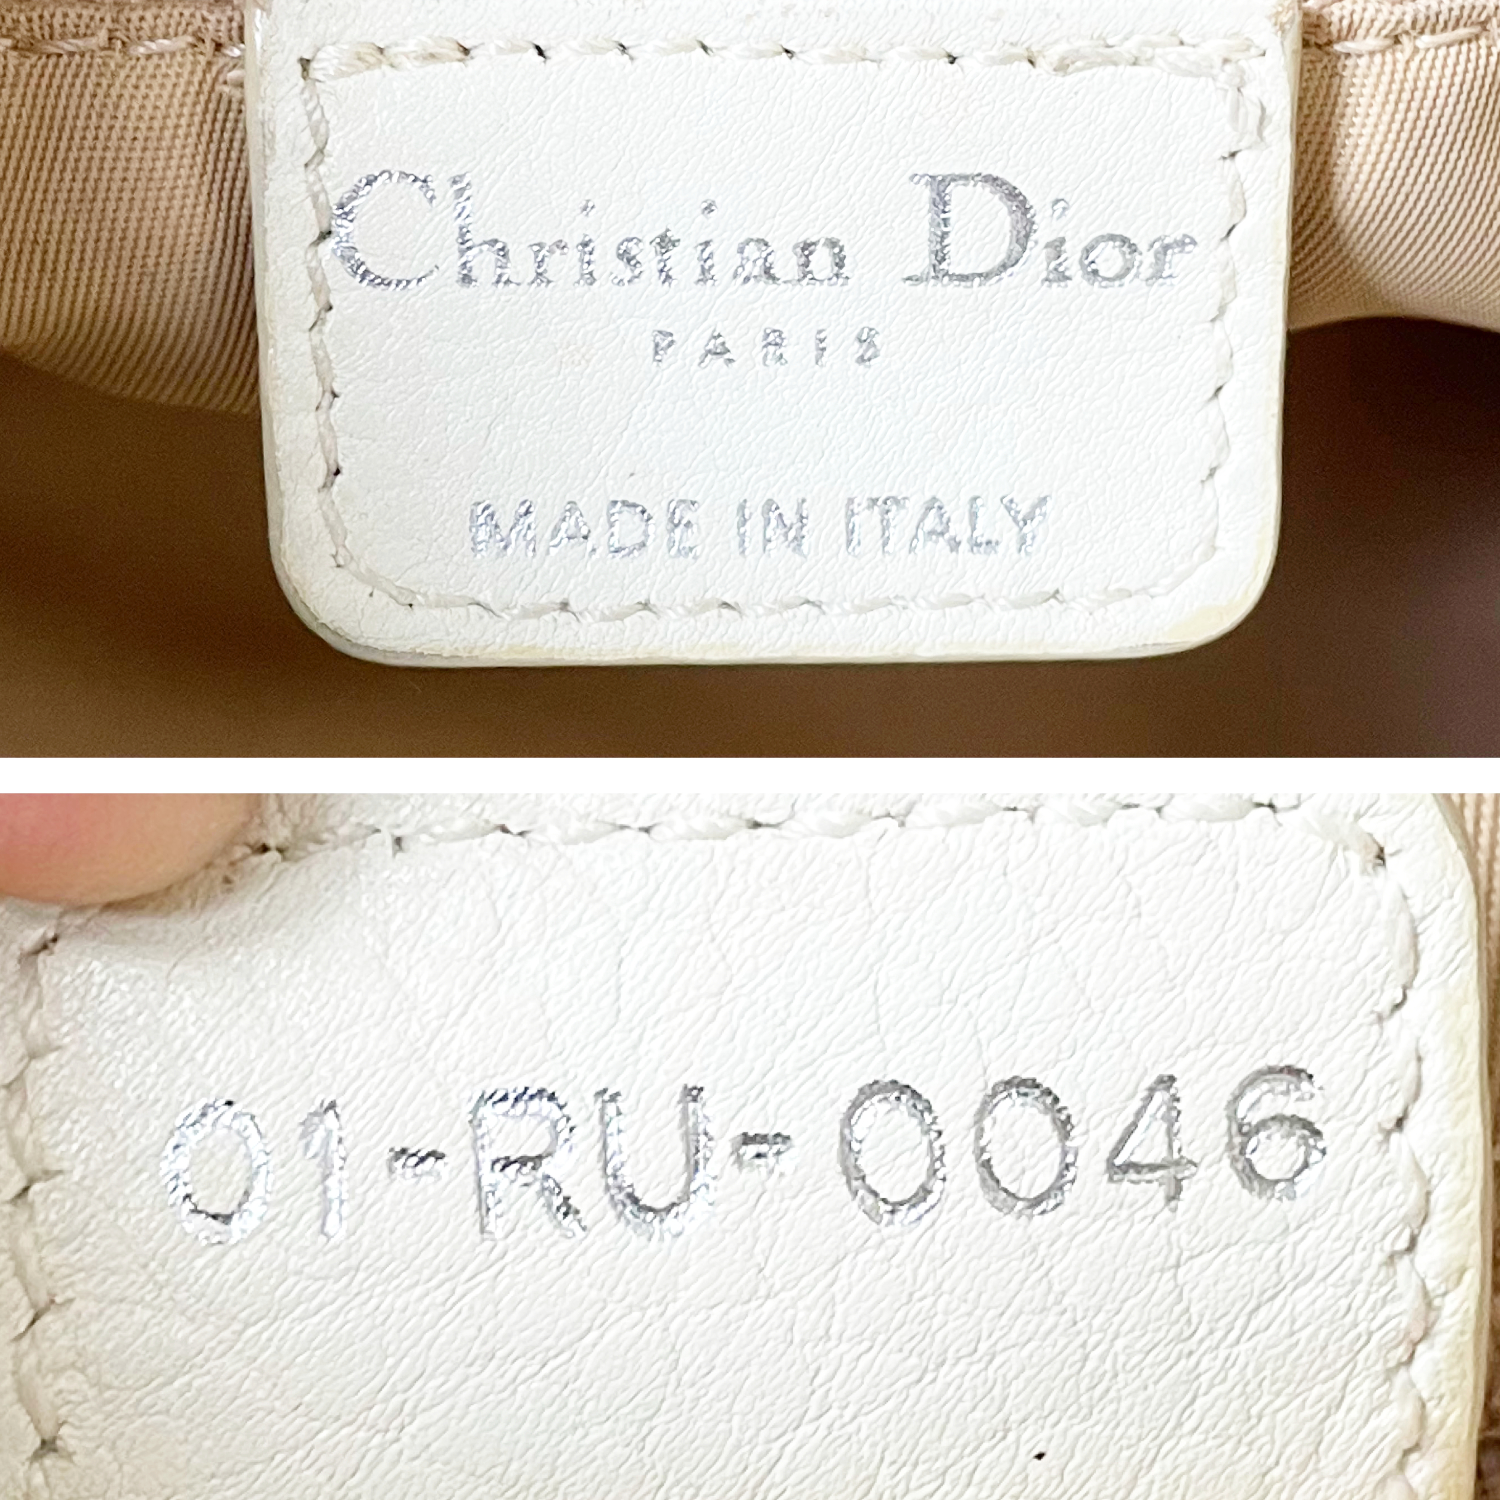 Christian Dior
PARIS
MADE IN ITALY
01-RU-0046